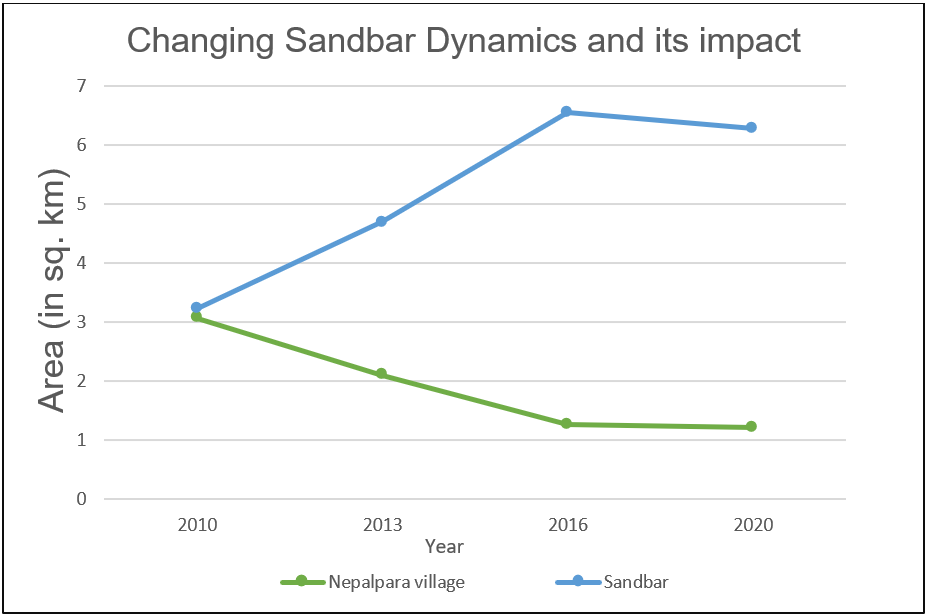 Changing Sandbar Dynamics and its impact
Area (in sq. km)
7
6
5
4
3
2
1
0
2010 2013 2016 2020
Year
Nepalpara village Sandbar